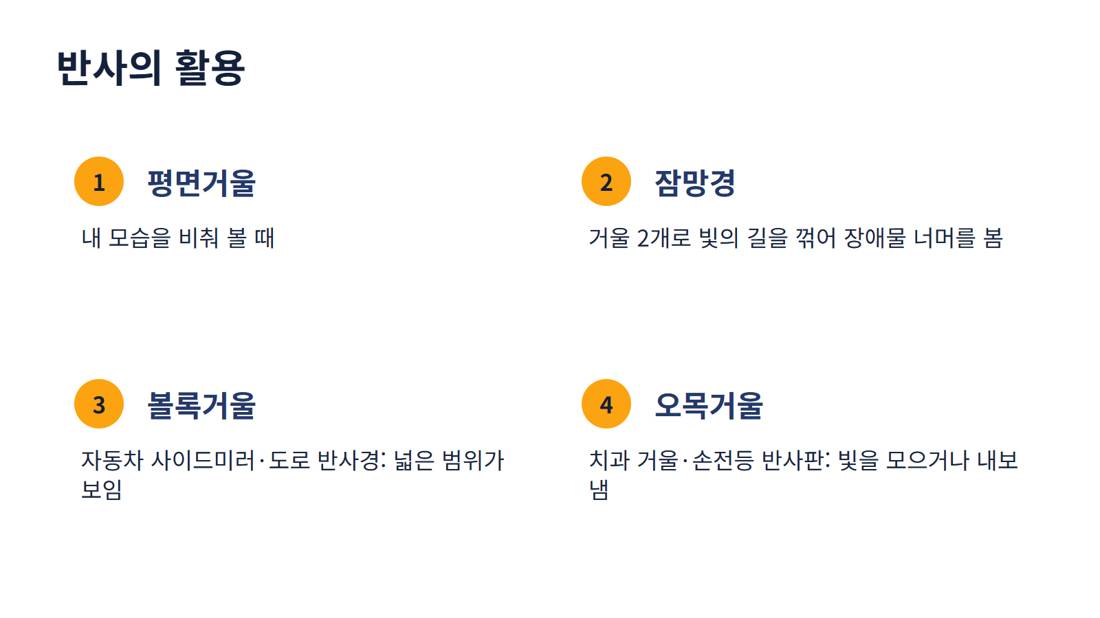 반사의 활용
1 평면거울
내 모습을 비춰 볼 때
2 잠망경
거울 2개로 빛의 길을 꺾어 장애물 너머를 봄
3 볼록거울
자동차 사이드미러·도로 반사경: 넓은 범위가
보임
4 오목거울
치과 거울·손전등 반사판: 빛을 모으거나 내보
냄